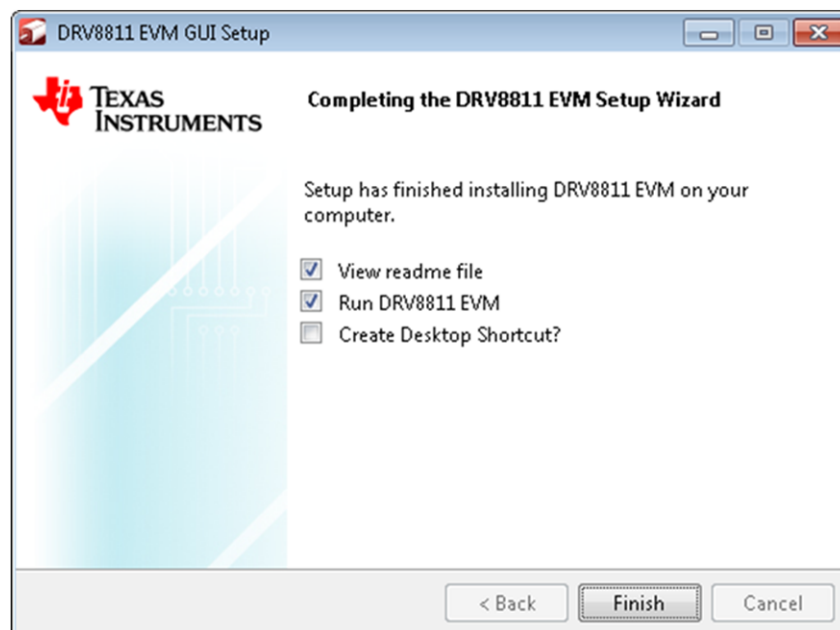 DRV8811 EVM GUI Setup
TEXAS
INSTRUMENTS
Completing the DRV8811 EVM Setup Wizard
Setup has finished installing DRV8811 EVM on your
computer.
View readme file
Run DRV8811 EVM
Create Desktop Shortcut?
< Back
Finish
Cancel